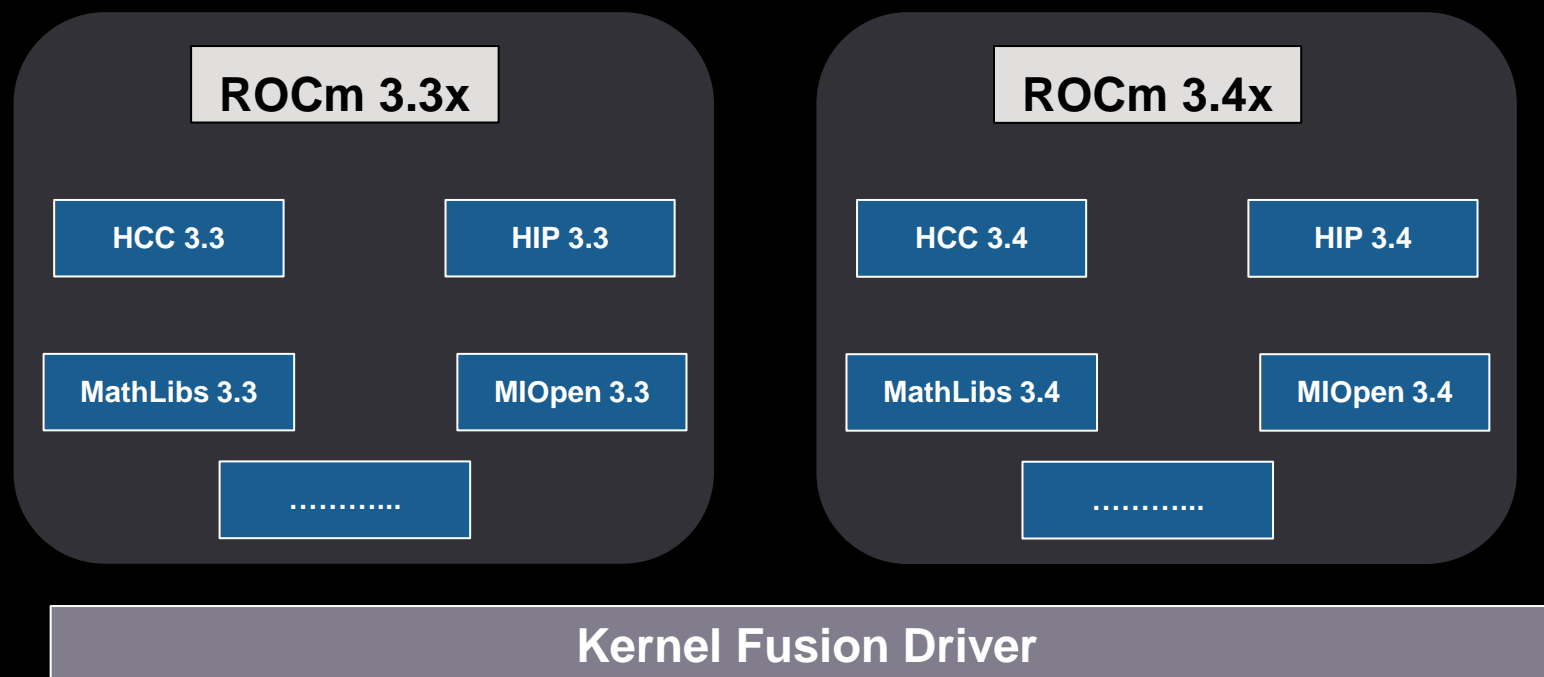 ROCm 3.3x
HCC 3.3
HIP 3.3
MathLibs 3.3
MIOpen 3.3
…………
ROCm 3.4x
HCC 3.4
HIP 3.4
MathLibs 3.4
MIOpen 3.4
…………
Kernel Fusion Driver